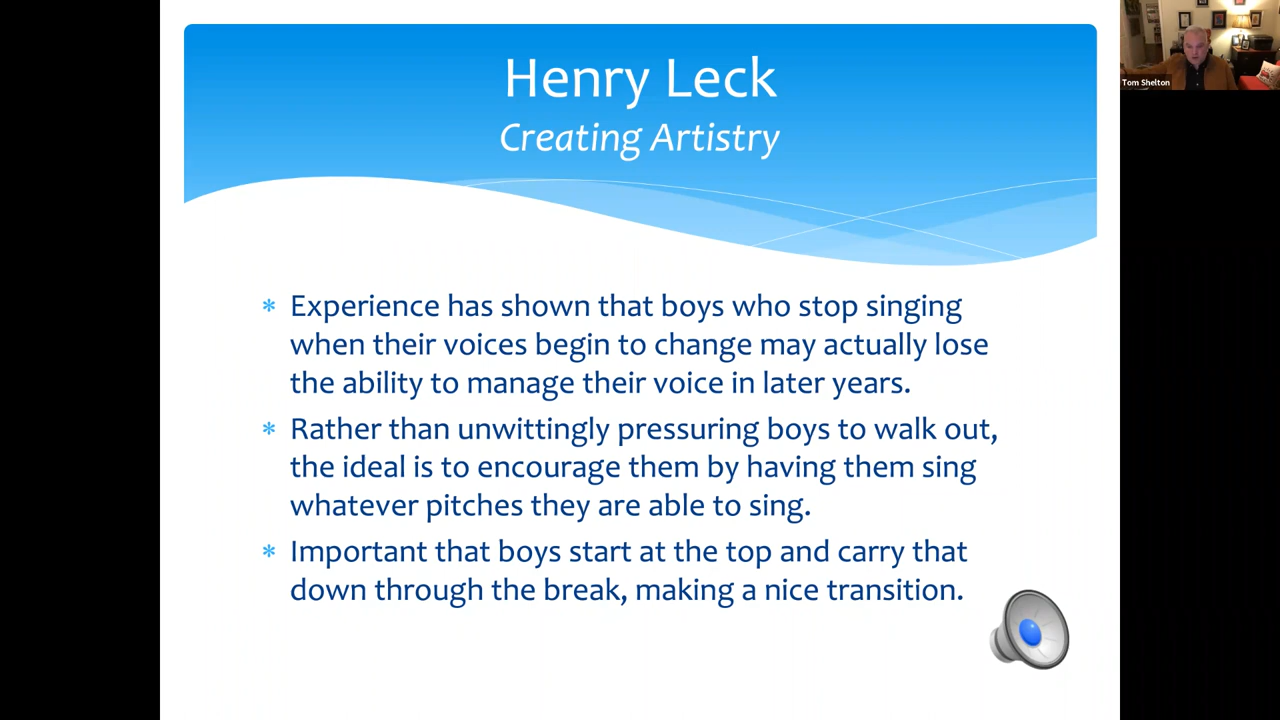 Henry Leck
Creating Artistry
Tom Shelton
* Experience has shown that boys who stop singing
when their voices begin to change may actually lose
the ability to manage their voice in later years.
* Rather than unwittingly pressuring boys to walk out,
the ideal is to encourage them by having them sing
whatever pitches they are able to sing.
* Important that boys start at the top and carry that
down through the break, making a nice transition.